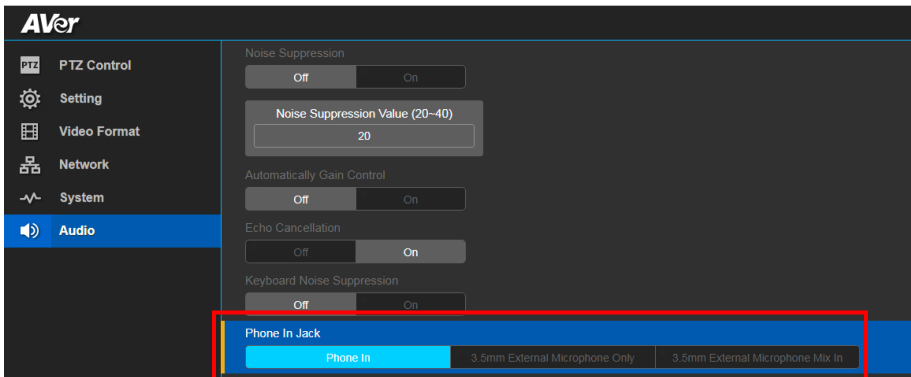 AVer
PTZ PTZ Control
Setting
Video Format
Network
System
Audio
Noise Suppression
Off On
Noise Suppression Value (20~40)
20
Automatically Gain Control
Off On
Echo Cancellation
Off On
Keyboard Noise Suppression
Off On
Phone In Jack
Phone In 3.5mm External Microphone Only 3.5mm External Microphone Mix In